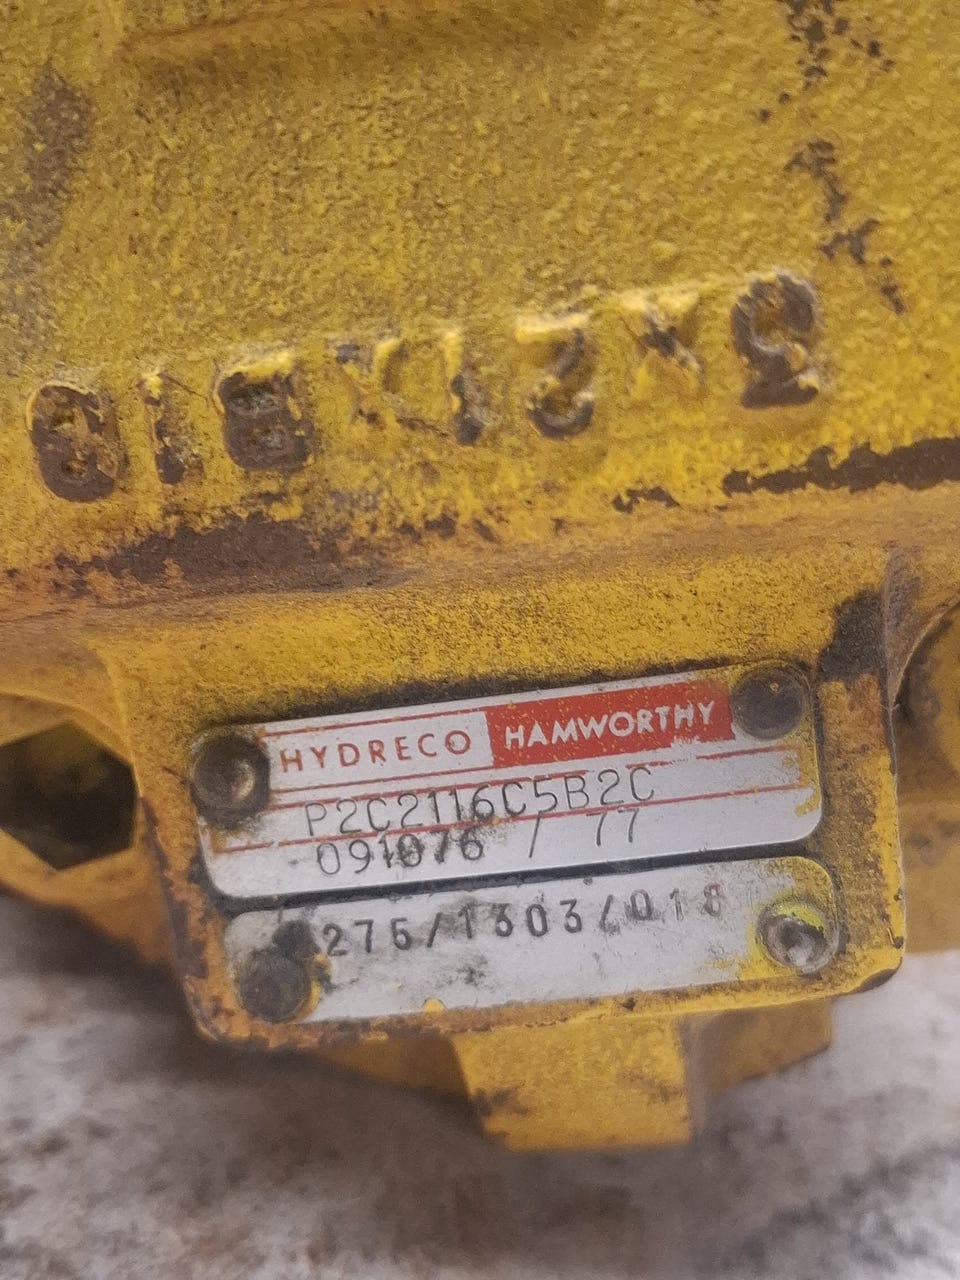 HYDRECO HAMWORTHY
P2C2116C5B2C
091076 / 77
275/1303/018